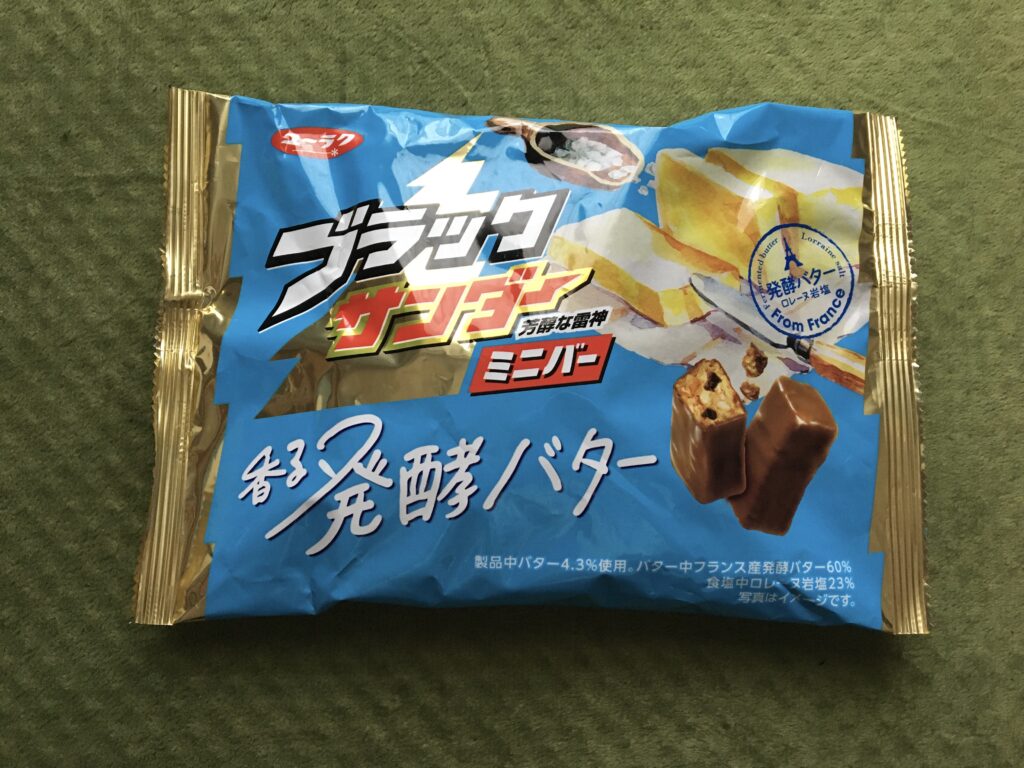 ユーラク
ブラック
サンダー
芳醇な雷神
ミニバー
香る発酵バター
Fermented butter Lorraine salt
発酵バター
ロレーヌ岩塩
From France
製品中バター4.3%使用。バター中フランス産発酵バター60%
食塩中ロレーヌ岩塩23%
写真はイメージです。